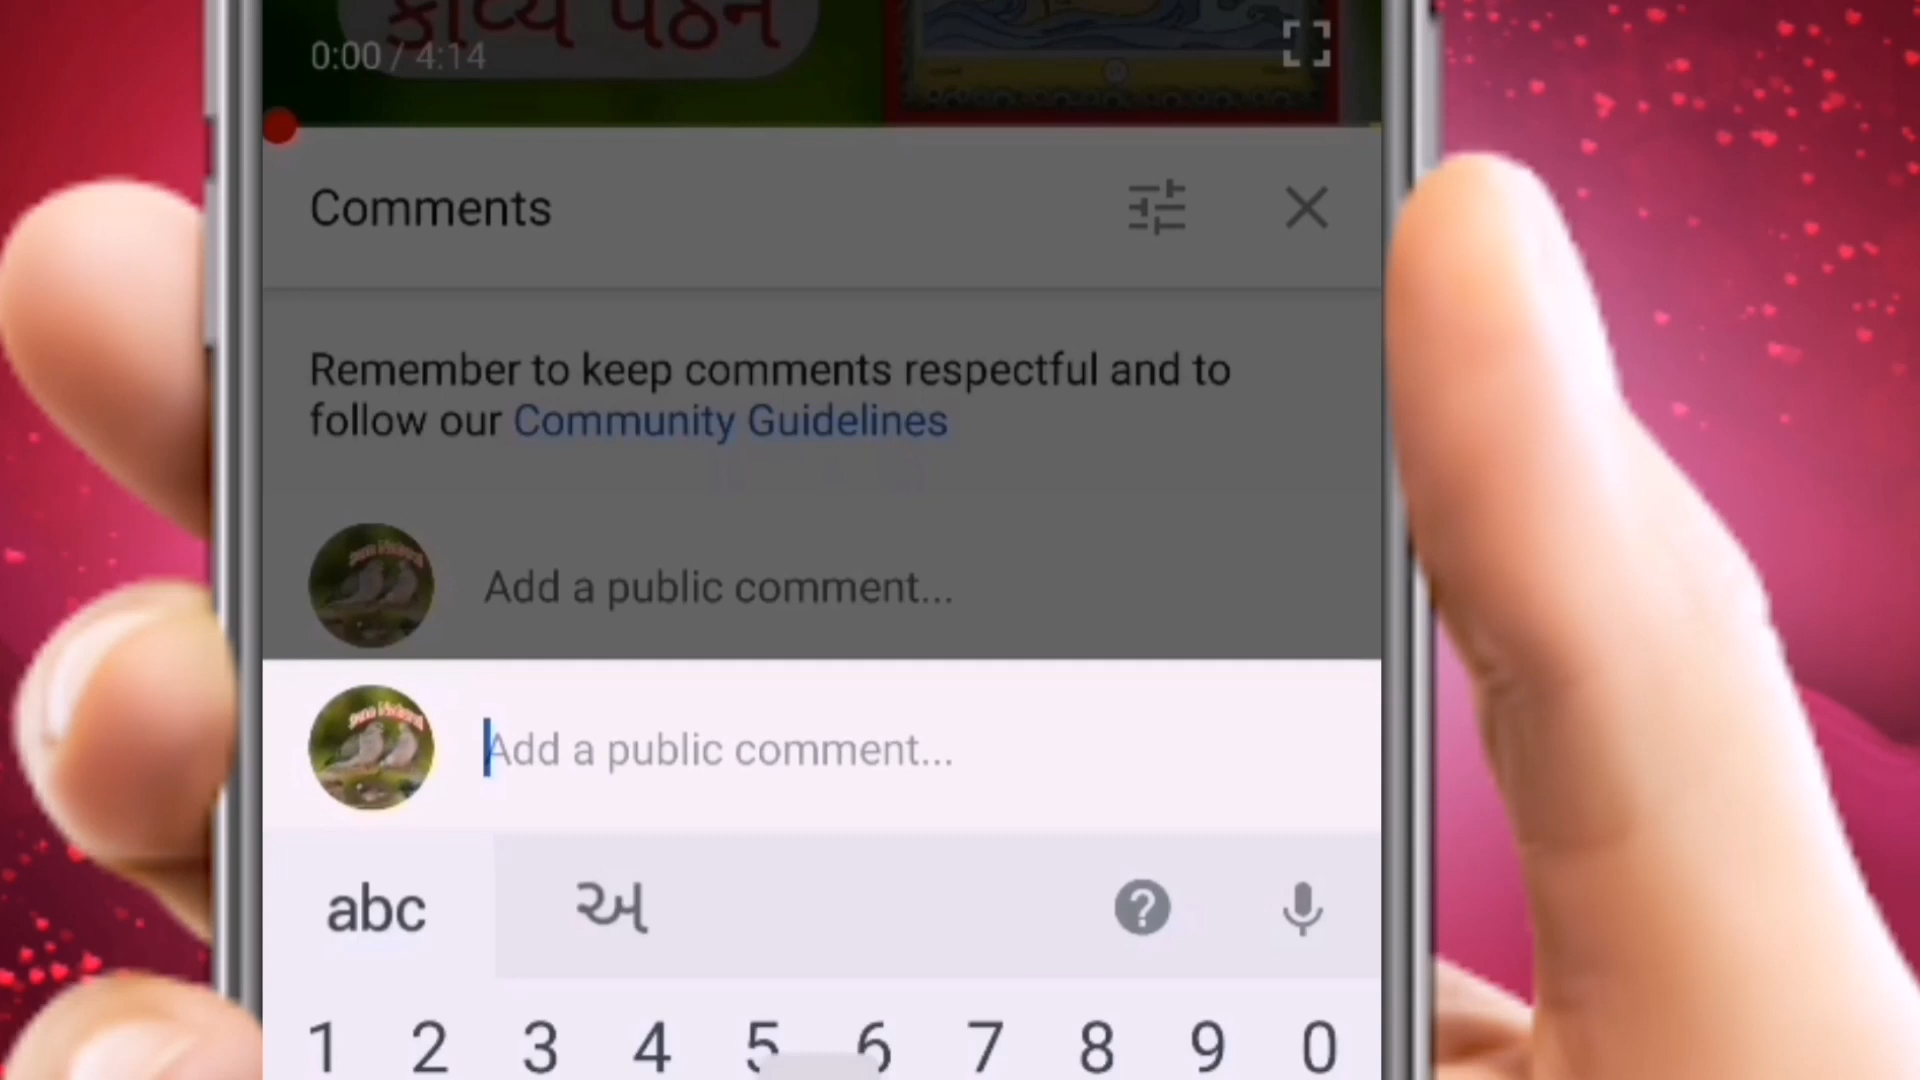 કાવ્ય પઠન
0:00 / 4:14
Comments
Remember to keep comments respectful and to
follow our Community Guidelines
Add a public comment...
Add a public comment...
abc
અ
?
1 2 3 4 5 6 7 8 9 0